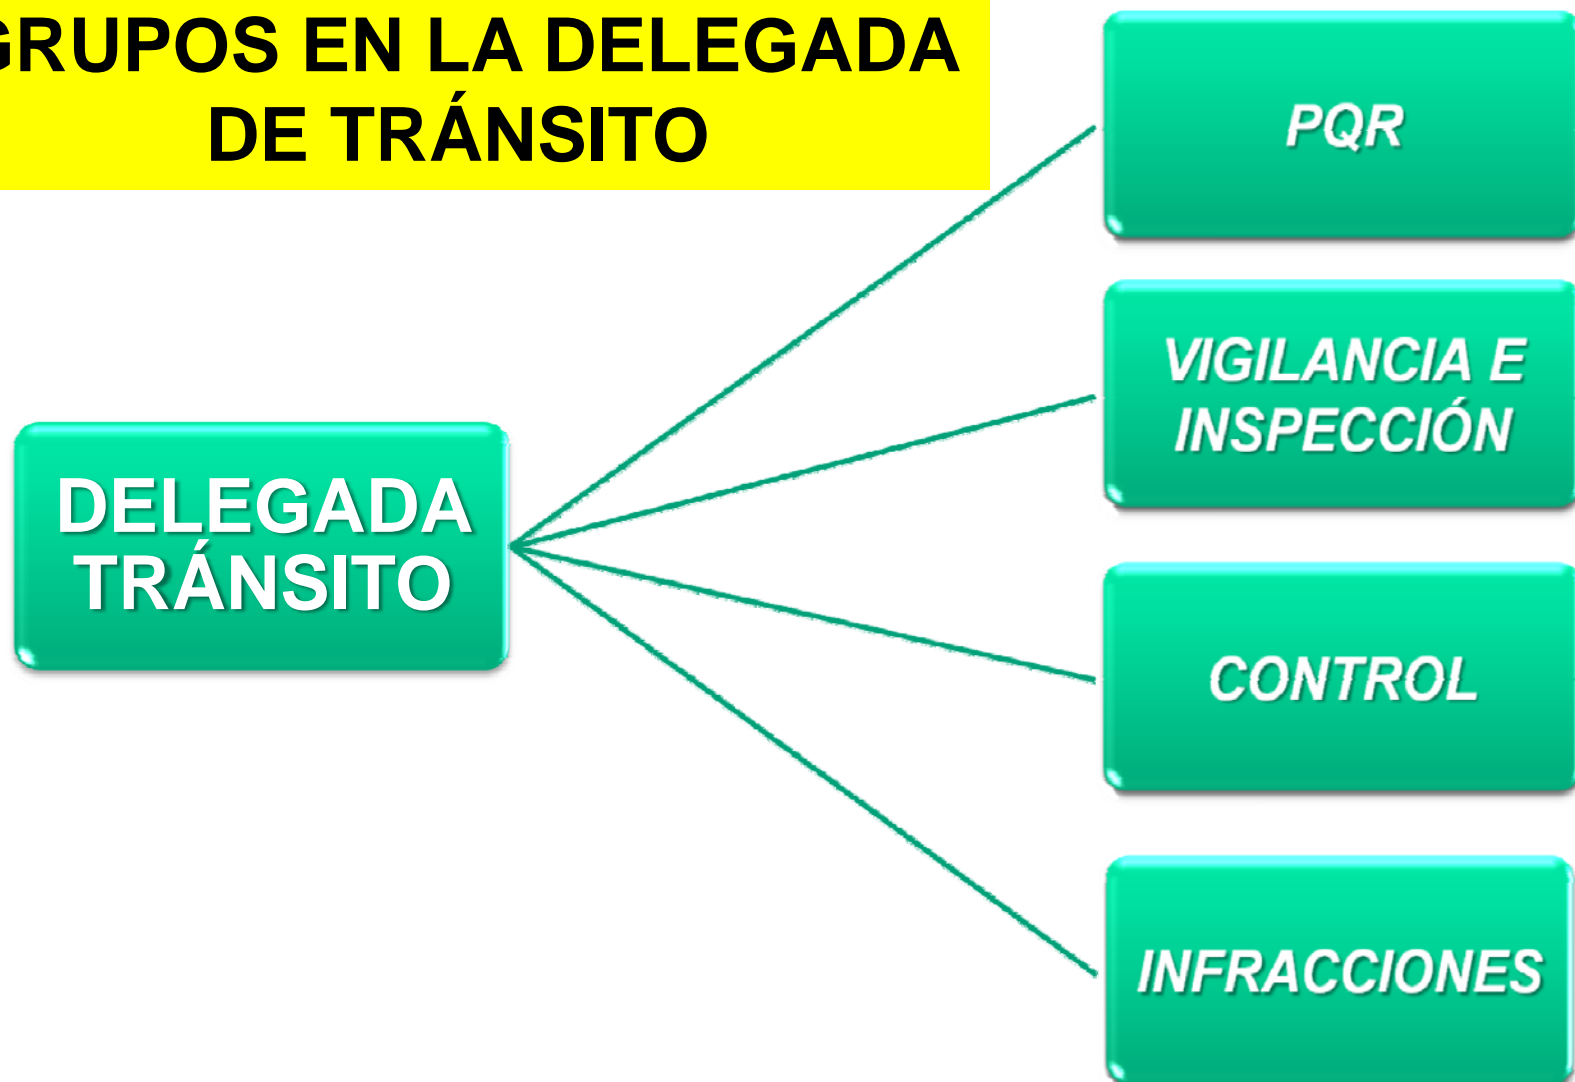 GRUPOS EN LA DELEGADA
DE TRÁNSITO
DELEGADA
TRÁNSITO
PQR
VIGILANCIA E
INSPECCIÓN
CONTROL
INFRACCIONES